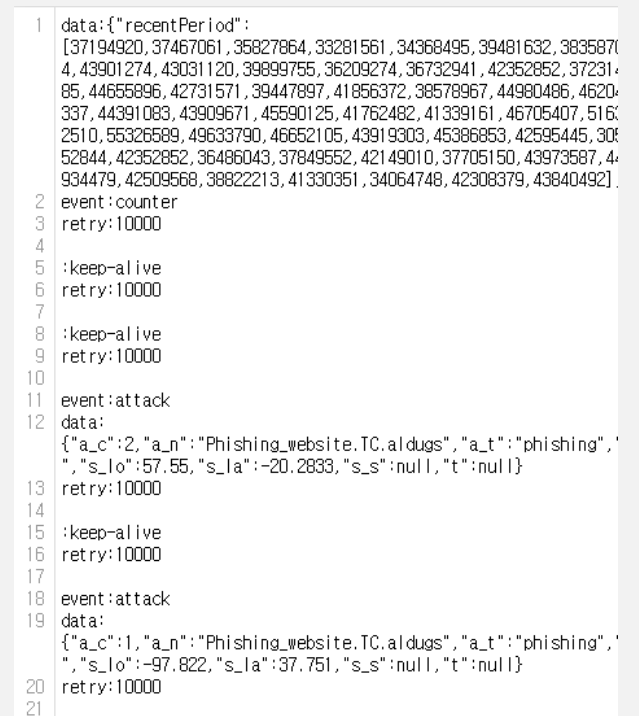 1 data:{"recentPeriod":
[37194920,37467061,35827864,33281561,34368495,39481632,3835870
4,43901274,43031120,39899755,36209274,36732941,42352852,37231
85,44655896,42731571,39447897,41856372,38578967,44980486,4620
337,44391083,43909671,45590125,41762482,41339161,46705407,516
2510,55326589,49633790,46652105,43919303,45386853,42595445,305
52844,42352852,36486043,37849552,42149010,37705150,43973587,4
934479,42509568,38822213,41330351,34064748,42308379,43840492]
2 event:counter
3 retry:10000
4
5 :keep-alive
6 retry:10000
7
8 :keep-alive
9 retry:10000
10
11 event:attack
12 data:
{"a_c":2,"a_n":"Phishing_website.TC.aldugs","a_t":"phishing","
","s_lo":57.55,"s_la":-20.2833,"s_s":null,"t":null}
13 retry:10000
14
15 :keep-alive
16 retry:10000
17
18 event:attack
19 data:
{"a_c":1,"a_n":"Phishing_website.TC.aldugs","a_t":"phishing","
","s_lo":-97.822,"s_la":37.751,"s_s":null,"t":null}
20 retry:10000
21